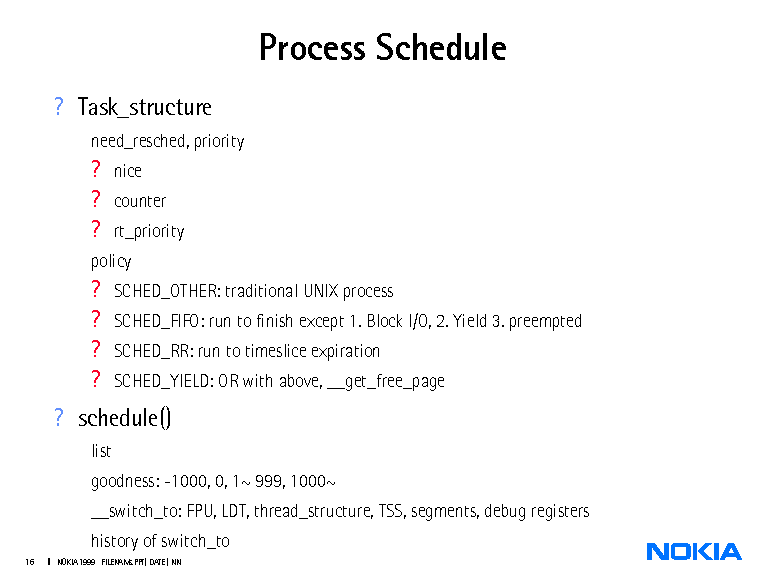 Process Schedule
? Task_structure
need_resched, priority
? nice
? counter
? rt_priority
policy
? SCHED_OTHER: traditional UNIX process
? SCHED_FIFO: run to finish except 1. Block I/O, 2. Yield 3. preempted
? SCHED_RR: run to timeslice expiration
? SCHED_YIELD: OR with above, __get_free_page
? schedule()
list
goodness: -1000, 0, 1~ 999, 1000~
__switch_to: FPU, LDT, thread_structure, TSS, segments, debug registers
history of switch_to
16 | NOKIA 1999 FILENAMs.PPT | DATE | NN
NOKIA